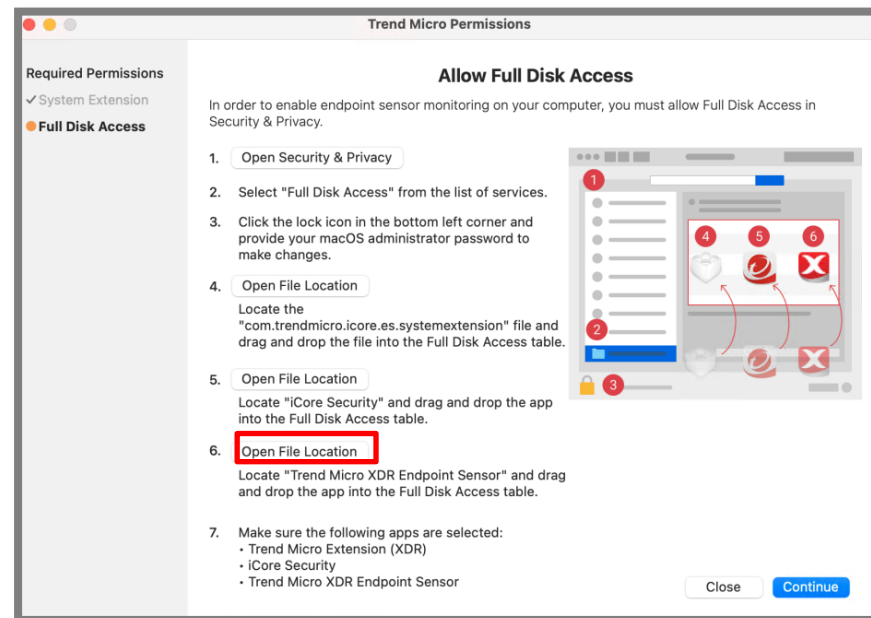 Trend Micro Permissions
Required Permissions
✓ System Extension
Full Disk Access
Allow Full Disk Access
In order to enable endpoint sensor monitoring on your computer, you must allow Full Disk Access in
Security & Privacy.
1. Open Security & Privacy
2. Select "Full Disk Access" from the list of services.
3. Click the lock icon in the bottom left corner and
provide your macOS administrator password to
make changes.
4. Open File Location
Locate the
"com.trendmicro.icore.es.systemextension" file and
drag and drop the file into the Full Disk Access table.
5. Open File Location
Locate "iCore Security" and drag and drop the app
into the Full Disk Access table.
6. Open File Location
Locate "Trend Micro XDR Endpoint Sensor" and drag
and drop the app into the Full Disk Access table.
7. Make sure the following apps are selected:
• Trend Micro Extension (XDR)
• iCore Security
• Trend Micro XDR Endpoint Sensor
1
4 5 6
2
3
Close Continue